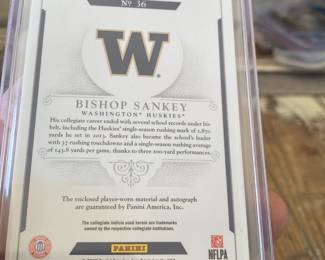 Nº 36
W
BISHOP SANKEY
WASHINGTON® HUSKIES®
His collegiate career ended with several school records under his
belt, including the Huskies' single-season rushing mark of 1,870
yards he set in 2013. Sankey also became the school's leader
with 37 rushing touchdowns and a single-season rushing average
of 143.8 yards per game, thanks to three 200-yard performances.
The enclosed player-worn material and autograph
are guaranteed by Panini America, Inc.
The collegiate indicia used herein are trademarks
owned by the respective collegiate institutions.
PANINI
NFLPA